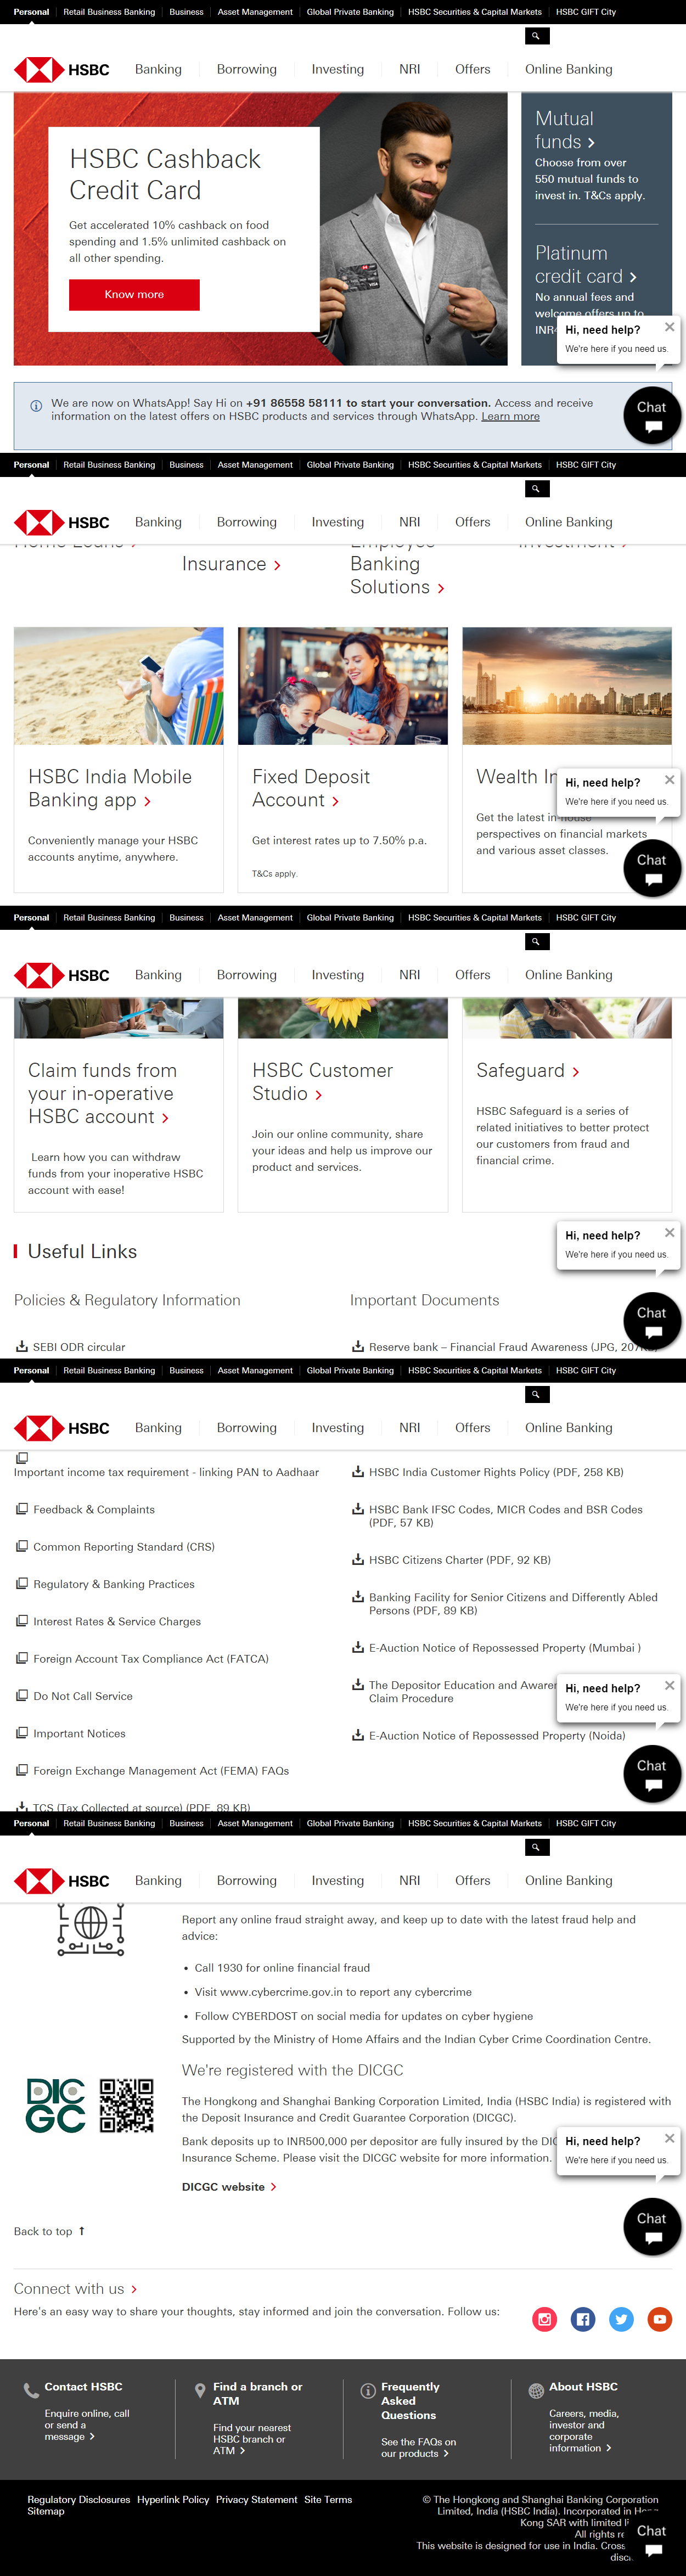 Personal Retail Business Banking Business Asset Management Global Private Banking HSBC Securities & Capital Markets HSBC GIFT City
HSBC Banking Borrowing Investing NRI Offers Online Banking
HSBC Cashback
Credit Card
Get accelerated 10% cashback on food
spending and 1.5% unlimited cashback on
all other spending.
Know more
Mutual
funds
Choose from over
550 mutual funds to
invest in. T&Cs apply.
Platinum
credit card
No annual fees and
welcome offers up to
INR4
Hi, need help?
We're here if you need us.
Chat
We are now on WhatsApp! Say Hi on +91 86558 58111 to start your conversation. Access and receive
information on the latest offers on HSBC products and services through WhatsApp. Learn more
Personal Retail Business Banking Business Asset Management Global Private Banking HSBC Securities & Capital Markets HSBC GIFT City
HSBC Banking Borrowing Investing NRI Offers Online Banking
Home Loans
Insurance
Employee
Banking
Solutions
Investment
HSBC India Mobile
Banking app
Conveniently manage your HSBC
accounts anytime, anywhere.
Fixed Deposit
Account
Get interest rates up to 7.50% p.a.
T&Cs apply.
Wealth In
Get the latest in-house
perspectives on financial markets
and various asset classes.
Hi, need help?
We're here if you need us.
Chat
Personal Retail Business Banking Business Asset Management Global Private Banking HSBC Securities & Capital Markets HSBC GIFT City
HSBC Banking Borrowing Investing NRI Offers Online Banking
Claim funds from
your in-operative
HSBC account
Learn how you can withdraw
funds from your inoperative HSBC
account with ease!
HSBC Customer
Studio
Join our online community, share
your ideas and help us improve our
product and services.
Safeguard
HSBC Safeguard is a series of
related initiatives to better protect
our customers from fraud and
financial crime.
Useful Links
Hi, need help?
We're here if you need us.
Chat
Policies & Regulatory Information
SEBI ODR circular
Important Documents
Reserve bank – Financial Fraud Awareness (JPG, 207KB)
Personal Retail Business Banking Business Asset Management Global Private Banking HSBC Securities & Capital Markets HSBC GIFT City
HSBC Banking Borrowing Investing NRI Offers Online Banking
Important income tax requirement - linking PAN to Aadhaar
Feedback & Complaints
Common Reporting Standard (CRS)
Regulatory & Banking Practices
Interest Rates & Service Charges
Foreign Account Tax Compliance Act (FATCA)
Do Not Call Service
Important Notices
Foreign Exchange Management Act (FEMA) FAQs
TCS (Tax Collected at source) (PDF, 89 KB)
HSBC India Customer Rights Policy (PDF, 258 KB)
HSBC Bank IFSC Codes, MICR Codes and BSR Codes
(PDF, 57 KB)
HSBC Citizens Charter (PDF, 92 KB)
Banking Facility for Senior Citizens and Differently Abled
Persons (PDF, 89 KB)
E-Auction Notice of Repossessed Property (Mumbai )
The Depositor Education and Awaren
Claim Procedure
E-Auction Notice of Repossessed Property (Noida)
Hi, need help?
We're here if you need us.
Chat
Personal Retail Business Banking Business Asset Management Global Private Banking HSBC Securities & Capital Markets HSBC GIFT City
HSBC Banking Borrowing Investing NRI Offers Online Banking
Report any online fraud straight away, and keep up to date with the latest fraud help and
advice:
• Call 1930 for online financial fraud
• Visit www.cybercrime.gov.in to report any cybercrime
• Follow CYBERDOST on social media for updates on cyber hygiene
Supported by the Ministry of Home Affairs and the Indian Cyber Crime Coordination Centre.
DICGC
We're registered with the DICGC
The Hongkong and Shanghai Banking Corporation Limited, India (HSBC India) is registered with
the Deposit Insurance and Credit Guarantee Corporation (DICGC).
Bank deposits up to INR500,000 per depositor are fully insured by the DIC
Insurance Scheme. Please visit the DICGC website for more information.
DICGC website
Hi, need help?
We're here if you need us.
Chat
Back to top
Connect with us
Here's an easy way to share your thoughts, stay informed and join the conversation. Follow us:
Contact HSBC
Enquire online, call
or send a
message
Find a branch or
ATM
Find your nearest
HSBC branch or
ATM
Frequently
Asked
Questions
See the FAQs on
our products
About HSBC
Careers, media,
investor and
corporate
information
Regulatory Disclosures Hyperlink Policy Privacy Statement Site Terms
Sitemap
© The Hongkong and Shanghai Banking Corporation
Limited, India (HSBC India). Incorporated in Hong
Kong SAR with limited li
All rights re
This website is designed for use in India. Cross
disc
Chat